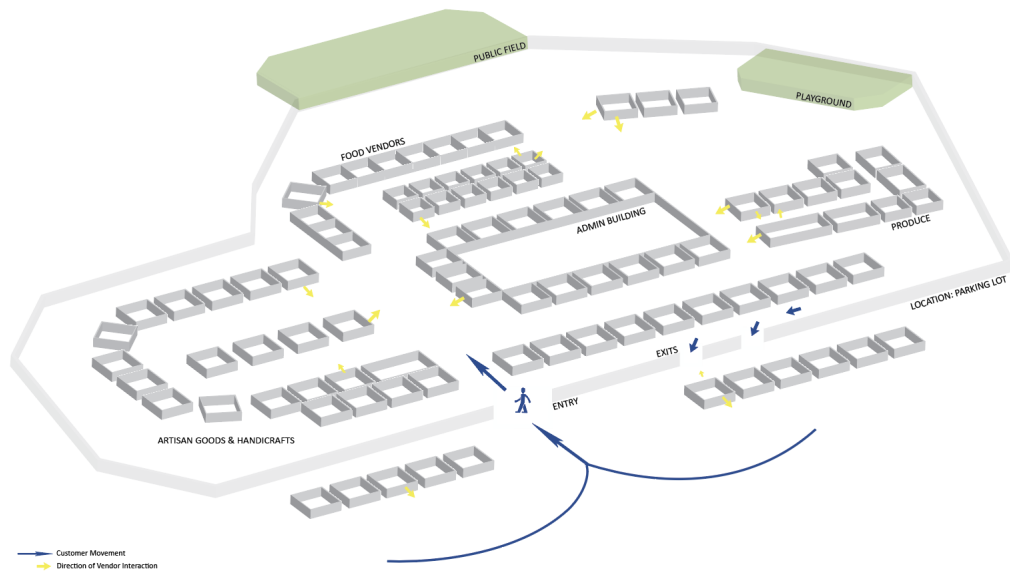 PUBLIC FIELD
PLAYGROUND
FOOD VENDORS
ADMIN BUILDING
PRODUCE
LOCATION: PARKING LOT
EXITS
ENTRY
ARTISAN GOODS & HANDICRAFTS
Customer Movement
Direction of Vendor Interaction